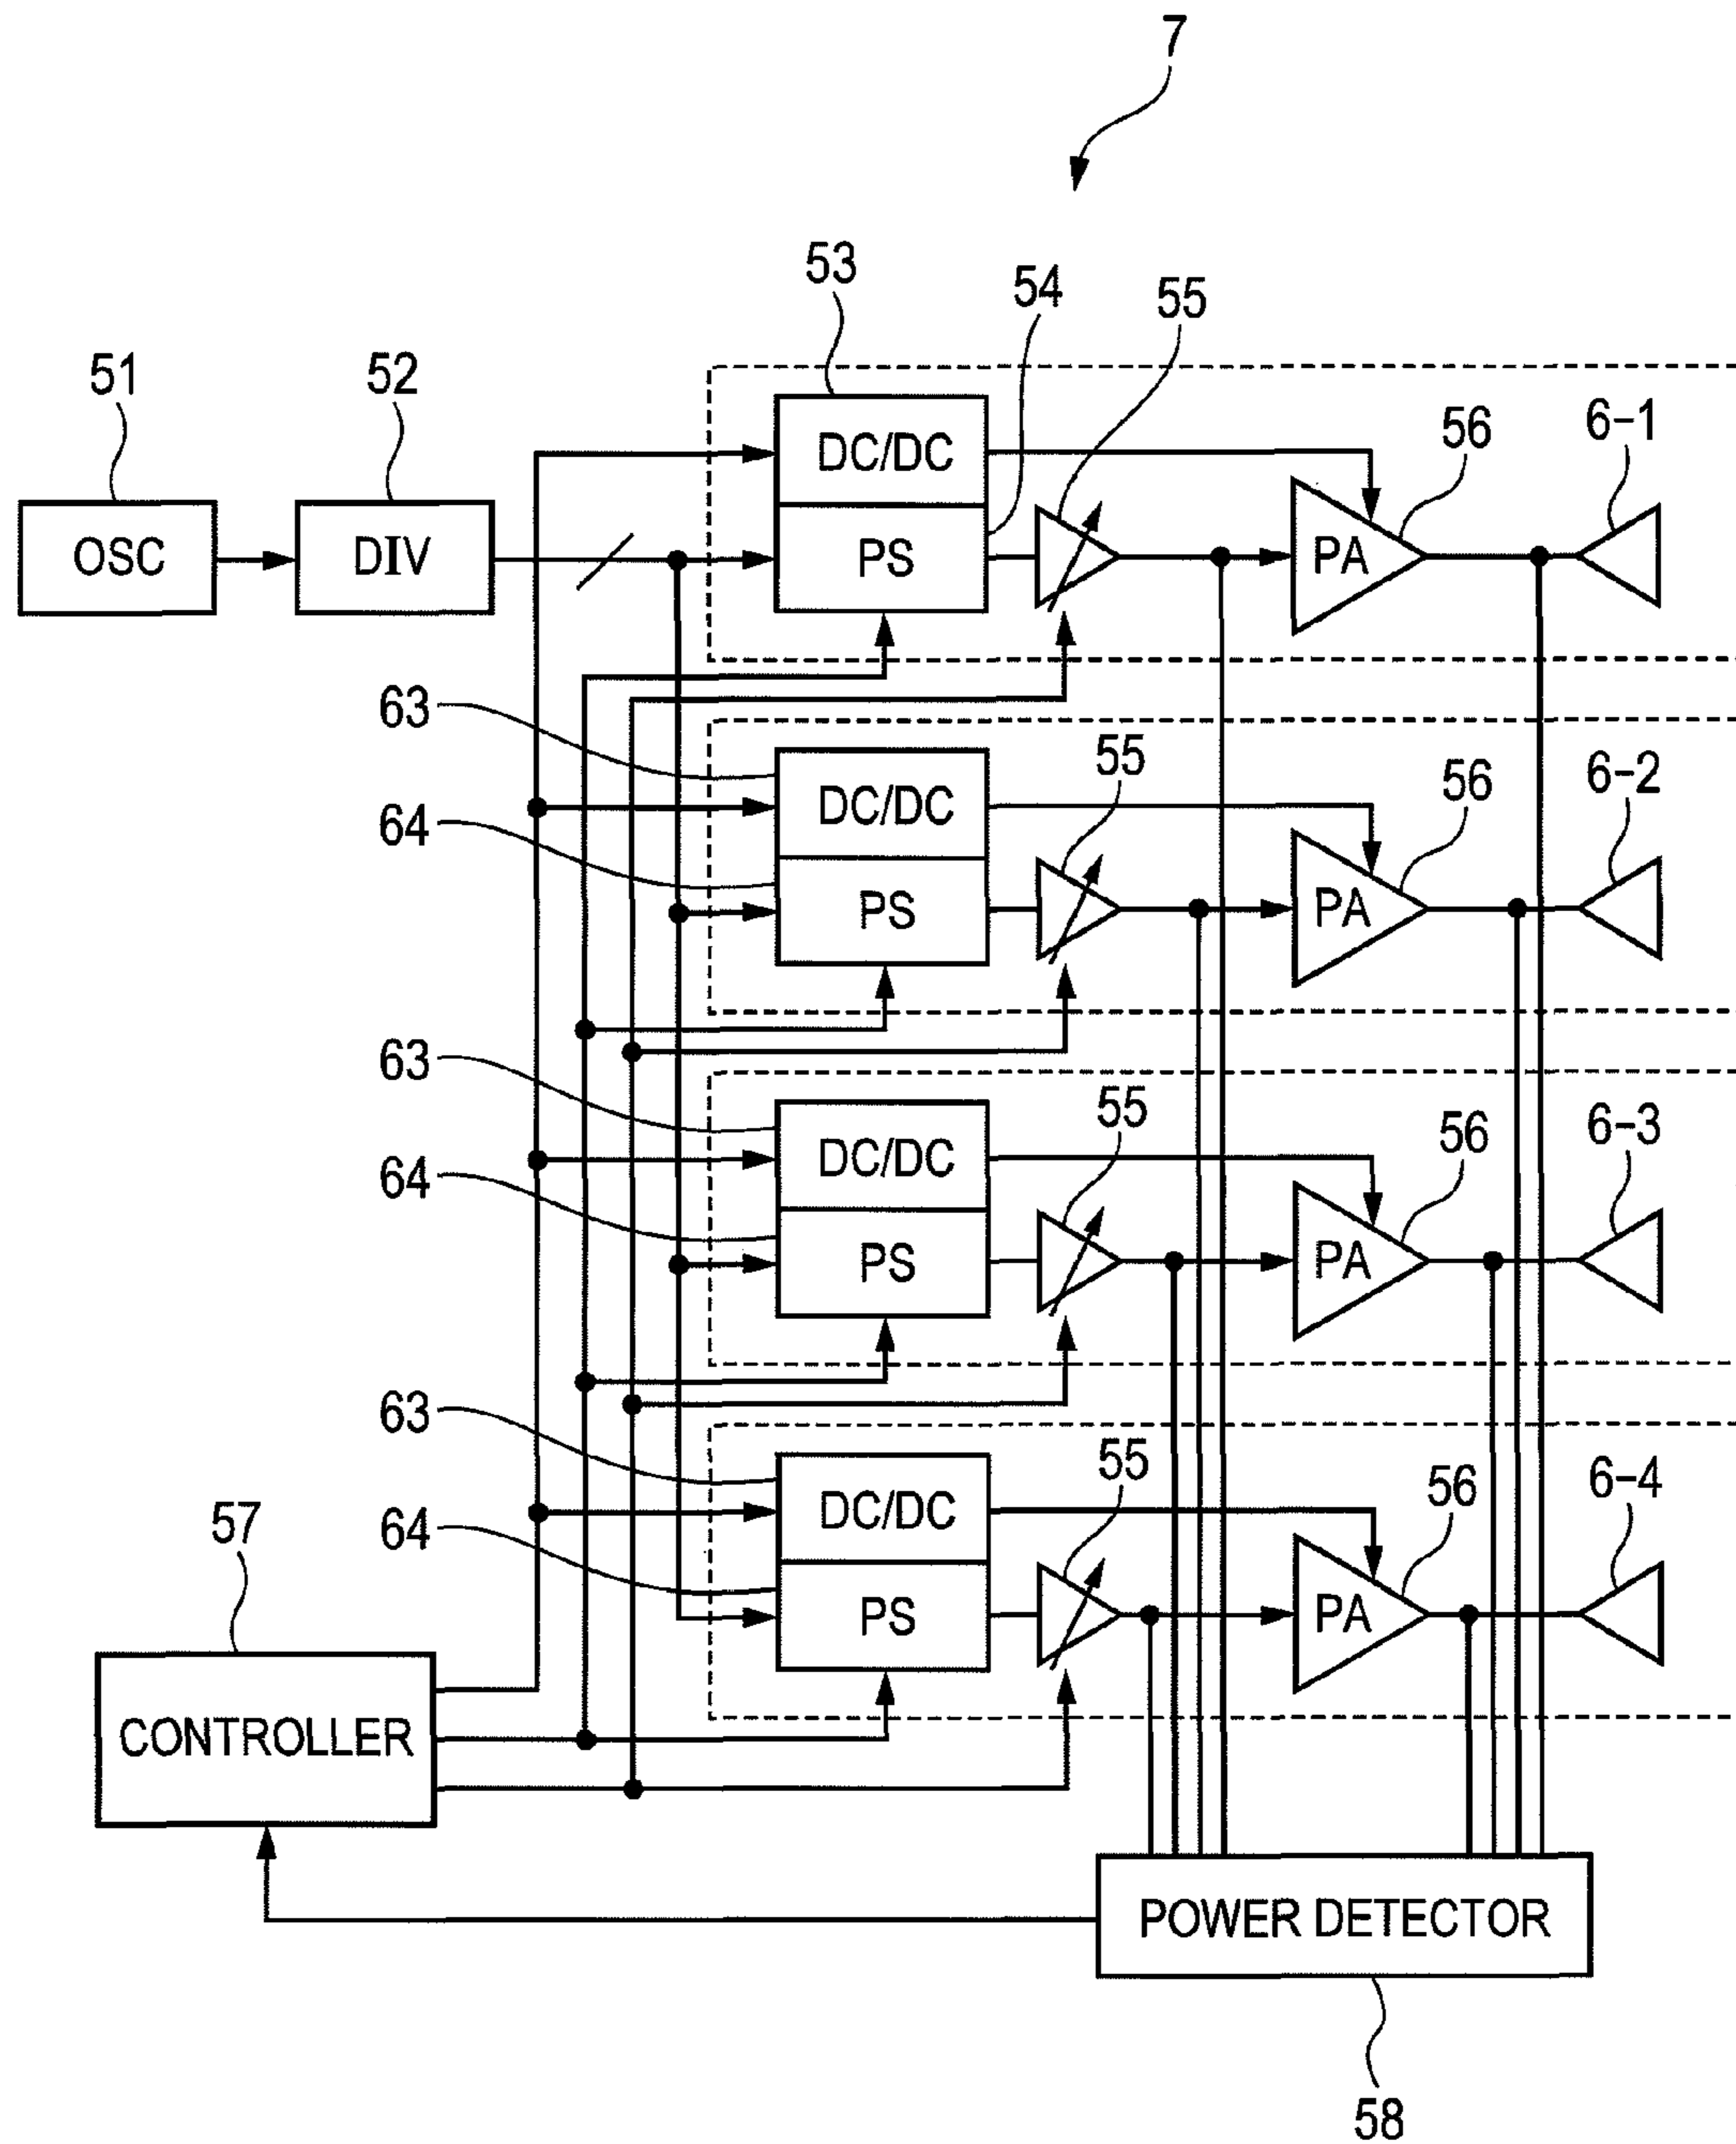 7
53
54
55
51
52
56
6-1
DC/DC
OSC
DIV
PS
PA
63
55
56
6-2
DC/DC
64
PS
PA
63
55
56
6-3
DC/DC
64
PS
PA
63
55
56
6-4
57
DC/DC
64
PS
PA
CONTROLLER
POWER DETECTOR
58